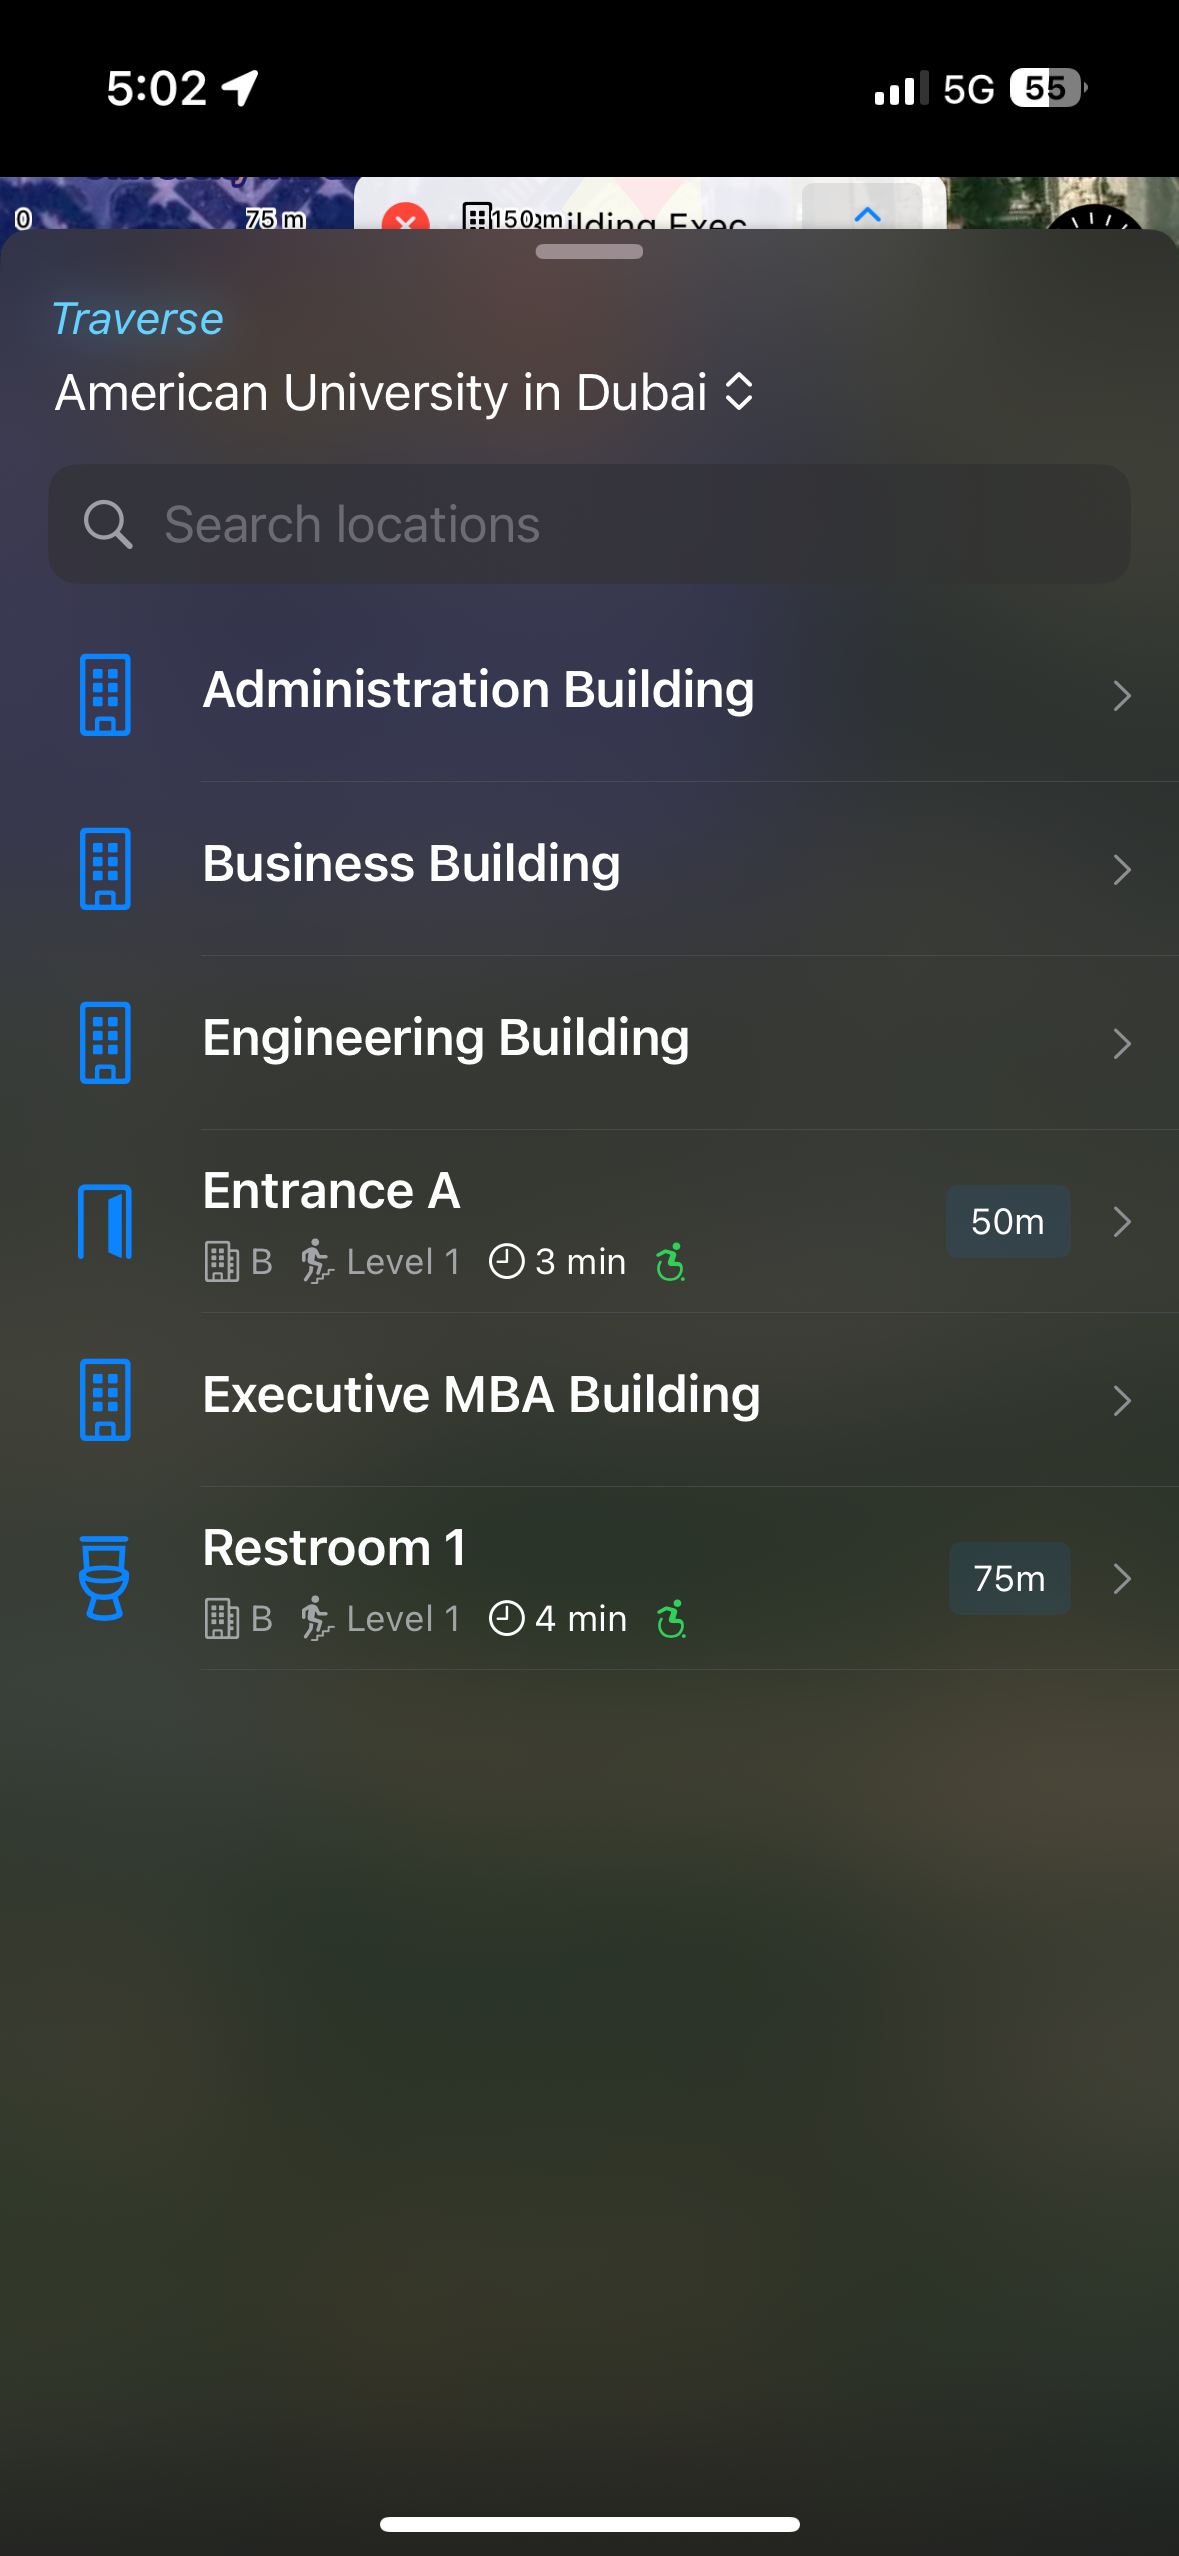 5:02 5G 55
0 75 m 150 m ilding Exec
Traverse
American University in Dubai
Search locations
Administration Building
Business Building
Engineering Building
Entrance A
B Level 1 3 min
50m
Executive MBA Building
Restroom 1
B Level 1 4 min
75m